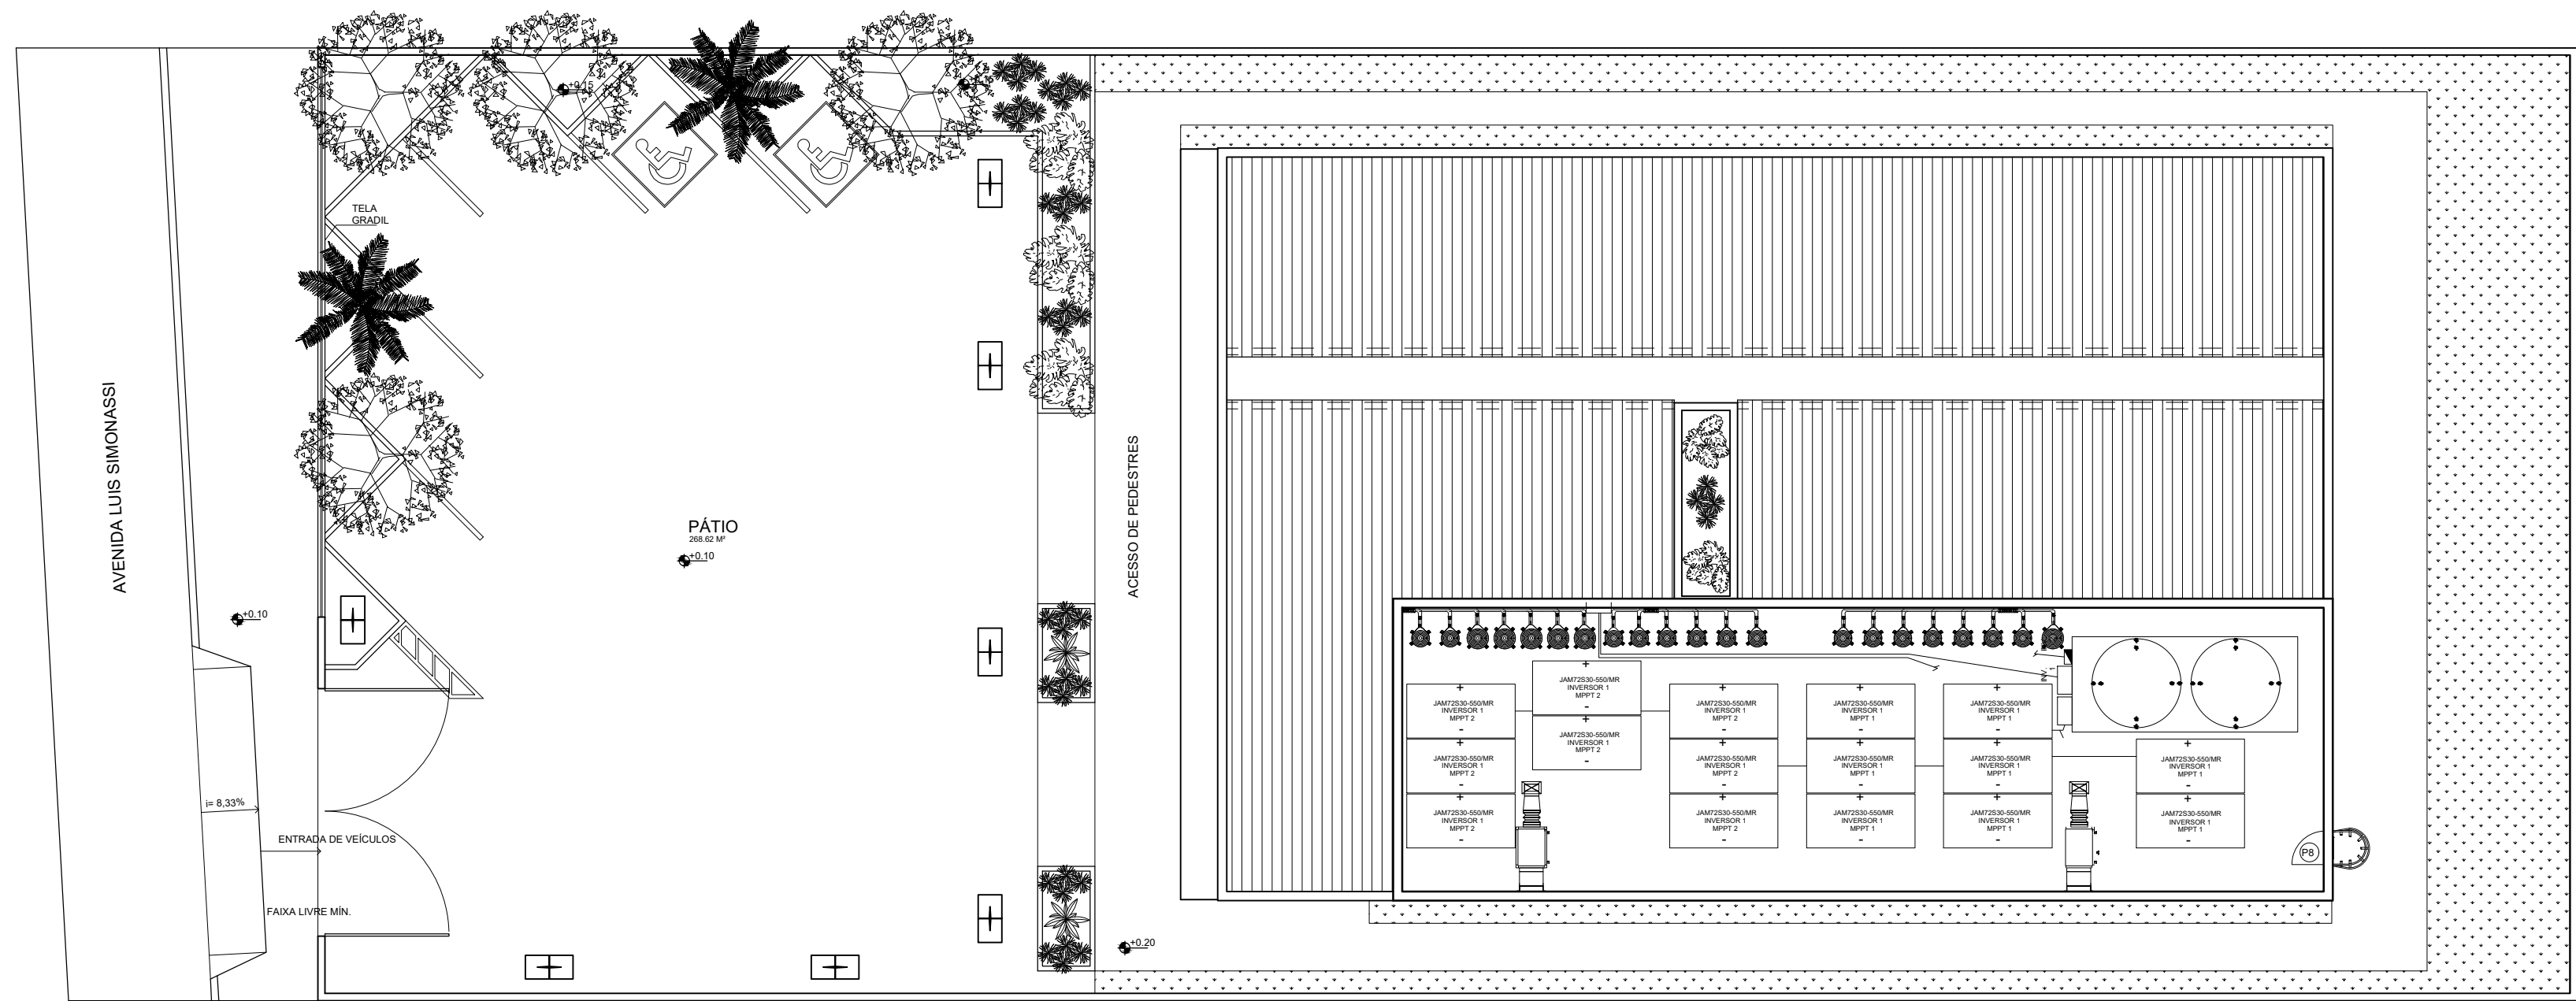 +0.15
TELA
GRADIL
AVENIDA LUIS SIMONASSI
PÁTIO
268.62 M²
+0.10
ACESSO DE PEDESTRES
+0.10
i= 8,33%
ENTRADA DE VEÍCULOS
FAIXA LIVRE MÍN.
+0.20
JAM72S30-550/MR
INVERSOR 1
MPPT 2
JAM72S30-550/MR
INVERSOR 1
MPPT 2
JAM72S30-550/MR
INVERSOR 1
MPPT 2
JAM72S30-550/MR
INVERSOR 1
MPPT 2
JAM72S30-550/MR
INVERSOR 1
MPPT 2
JAM72S30-550/MR
INVERSOR 1
MPPT 2
JAM72S30-550/MR
INVERSOR 1
MPPT 2
JAM72S30-550/MR
INVERSOR 1
MPPT 2
JAM72S30-550/MR
INVERSOR 1
MPPT 1
JAM72S30-550/MR
INVERSOR 1
MPPT 1
JAM72S30-550/MR
INVERSOR 1
MPPT 1
JAM72S30-550/MR
INVERSOR 1
MPPT 1
JAM72S30-550/MR
INVERSOR 1
MPPT 1
JAM72S30-550/MR
INVERSOR 1
MPPT 1
JAM72S30-550/MR
INVERSOR 1
MPPT 1
JAM72S30-550/MR
INVERSOR 1
MPPT 1
P8